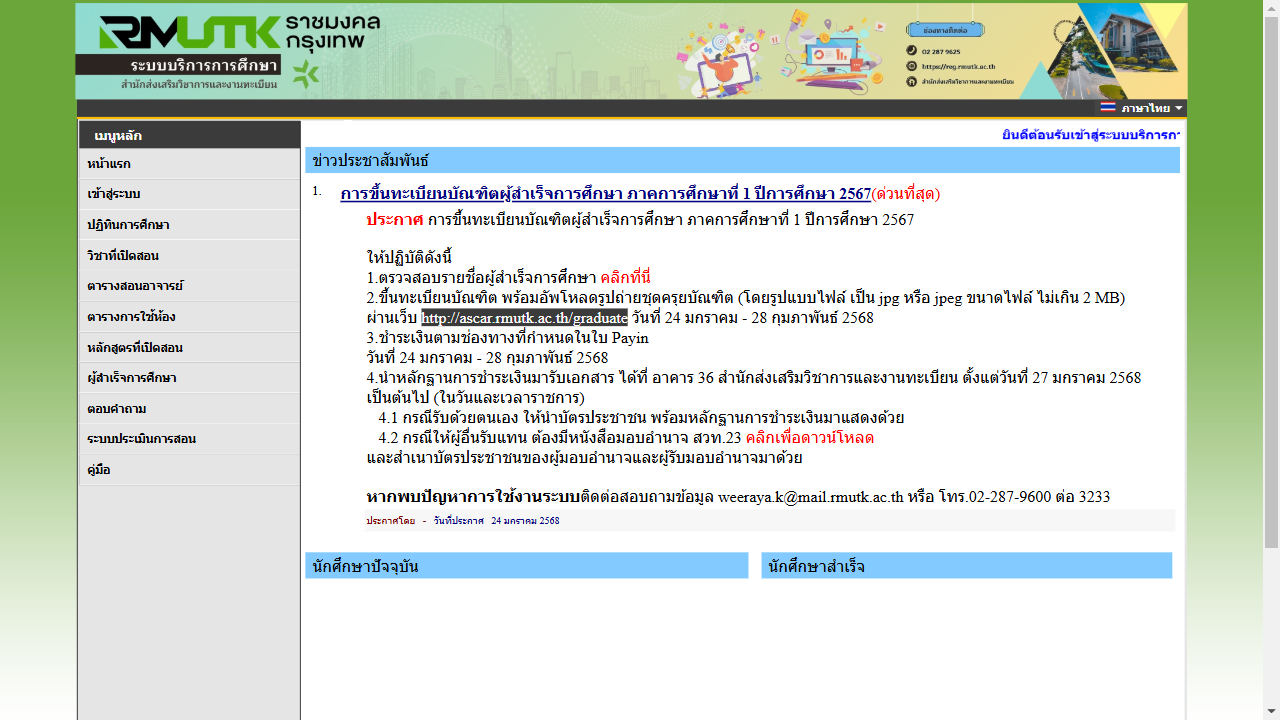 RMUTK ราชมงคล
กรุงเทพ
ระบบบริการการศึกษา
สำนักส่งเสริมวิชาการและงานทะเบียน
ช่องทางติดต่อ
02 287 9625
https://reg.rmutk.ac.th
สำนักส่งเสริมวิชาการและงานทะเบียน
ภาษาไทย
เมนูหลัก
หน้าแรก
เข้าสู่ระบบ
ปฏิทินการศึกษา
วิชาที่เปิดสอน
ตารางสอนอาจารย์
ตารางการใช้ห้อง
หลักสูตรที่เปิดสอน
ผู้สำเร็จการศึกษา
ตอบคำถาม
ระบบประเมินการสอน
คู่มือ
ยินดีต้อนรับเข้าสู่ระบบบริการกา
ข่าวประชาสัมพันธ์
1. การขึ้นทะเบียนบัณฑิตผู้สำเร็จการศึกษา ภาคการศึกษาที่ 1 ปีการศึกษา 2567(ด่วนที่สุด)
ประกาศ การขึ้นทะเบียนบัณฑิตผู้สำเร็จการศึกษา ภาคการศึกษาที่ 1 ปีการศึกษา 2567
ให้ปฏิบัติดังนี้
1.ตรวจสอบรายชื่อผู้สำเร็จการศึกษา คลิกที่นี่
2.ขึ้นทะเบียนบัณฑิต พร้อมอัพโหลดรูปถ่ายชุดครุยบัณฑิต (โดยรูปแบบไฟล์ เป็น jpg หรือ jpeg ขนาดไฟล์ ไม่เกิน 2 MB)
ผ่านเว็บ http://ascar.rmutk.ac.th/graduate วันที่ 24 มกราคม - 28 กุมภาพันธ์ 2568
3.ชำระเงินตามช่องทางที่กำหนดในใบ Payin
วันที่ 24 มกราคม - 28 กุมภาพันธ์ 2568
4.นำหลักฐานการชำระเงินมารับเอกสาร ได้ที่ อาคาร 36 สำนักส่งเสริมวิชาการและงานทะเบียน ตั้งแต่วันที่ 27 มกราคม 2568
เป็นต้นไป (ในวันและเวลาราชการ)
4.1 กรณีรับด้วยตนเอง ให้นำบัตรประชาชน พร้อมหลักฐานการชำระเงินมาแสดงด้วย
4.2 กรณีให้ผู้อื่นรับแทน ต้องมีหนังสือมอบอำนาจ สวท.23 คลิกเพื่อดาวน์โหลด
และสำเนาบัตรประชาชนของผู้มอบอำนาจและผู้รับมอบอำนาจมาด้วย
หากพบปัญหาการใช้งานระบบติดต่อสอบถามข้อมูล weeraya.k@mail.rmutk.ac.th หรือ โทร.02-287-9600 ต่อ 3233
ประกาศโดย - วันที่ประกาศ 24 มกราคม 2568
นักศึกษาปัจจุบัน
นักศึกษาสำเร็จ